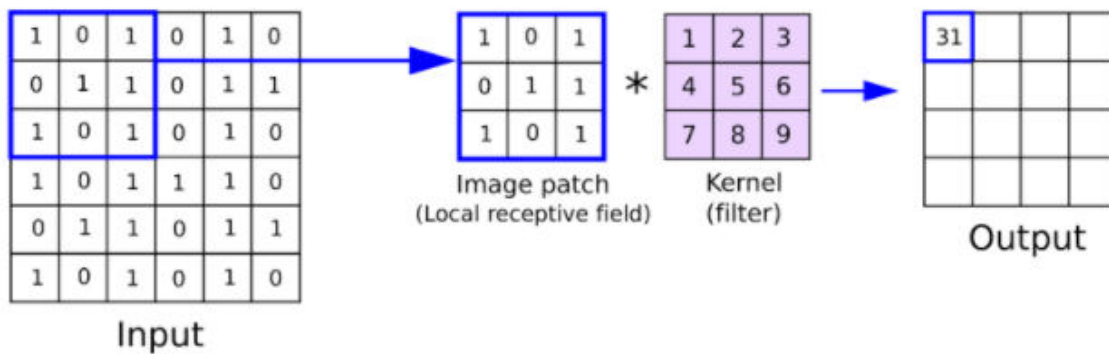 1 0 1 0 1 0
0 1 1 0 1 1
1 0 1 0 1 0
1 0 1 1 1 0
0 1 1 0 1 1
1 0 1 0 1 0
Input
1 0 1
0 1 1
1 0 1
Image patch
(Local receptive field)
*
1 2 3
4 5 6
7 8 9
Kernel
(filter)
31
Output